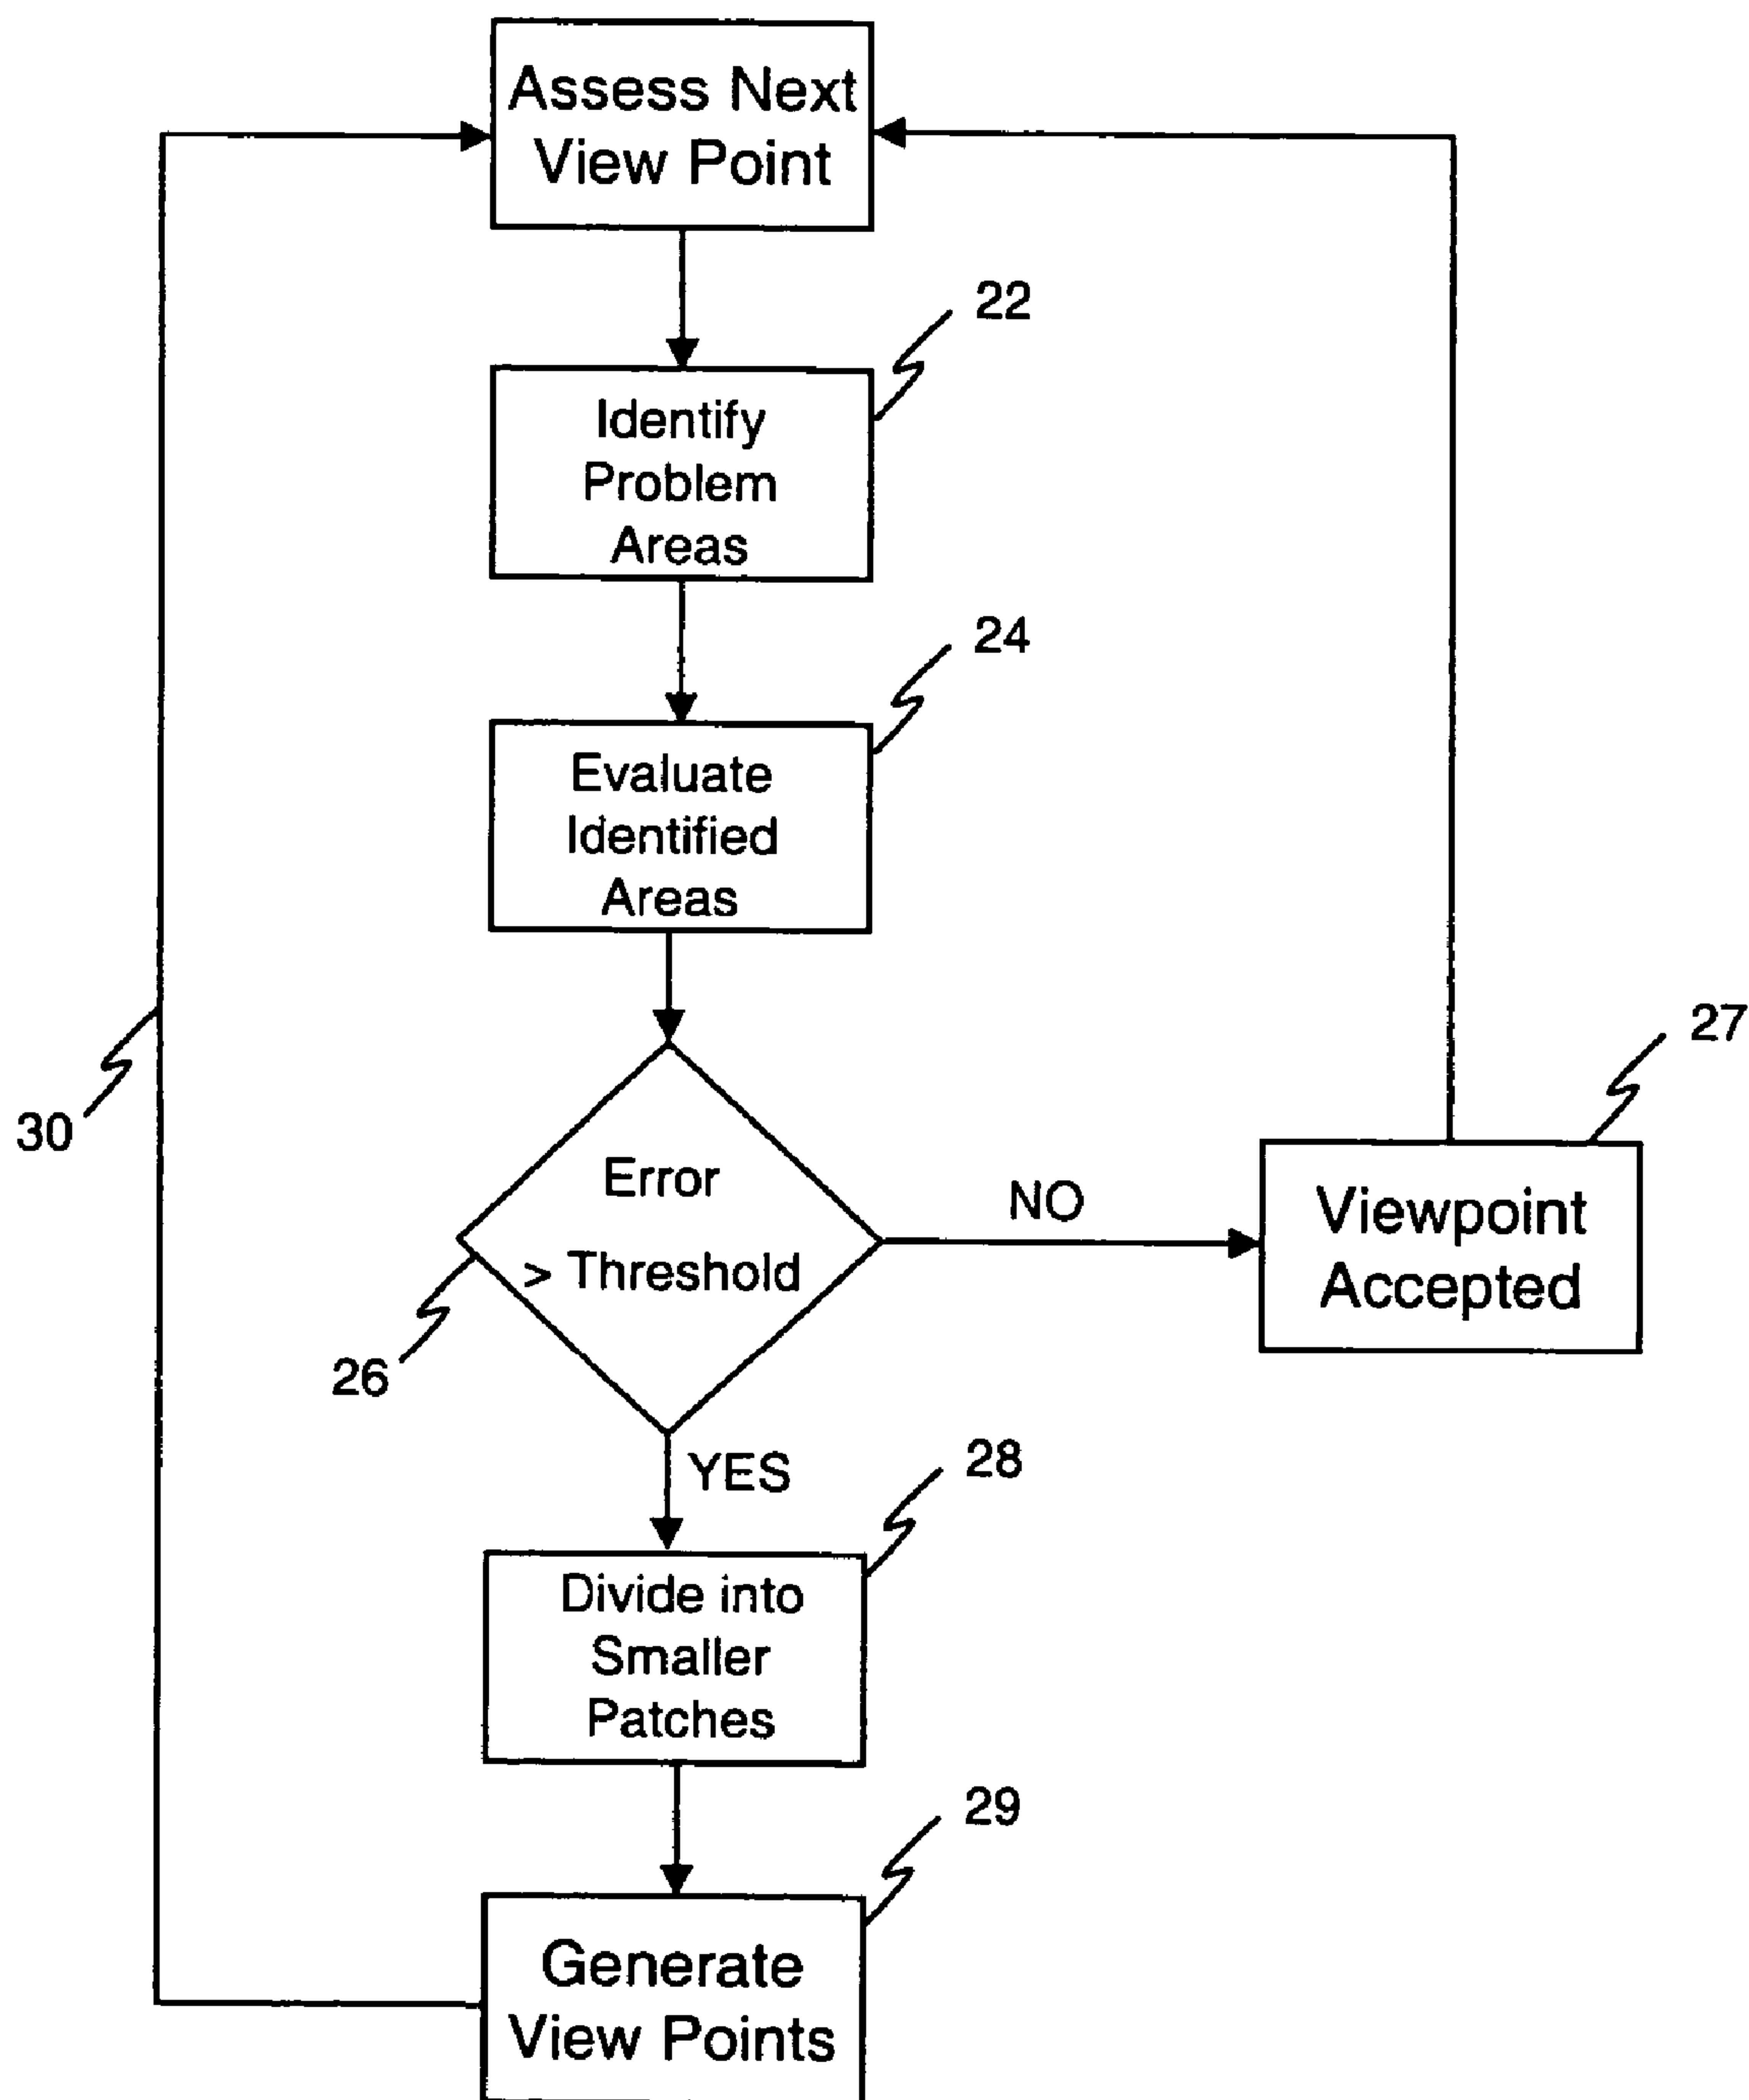 Assess Next
View Point
22
Identify
Problem
Areas
24
Evaluate
Identified
Areas
27
30
Error
> Threshold
NO
Viewpoint
Accepted
26
YES
28
Divide into
Smaller
Patches
29
Generate
View Points